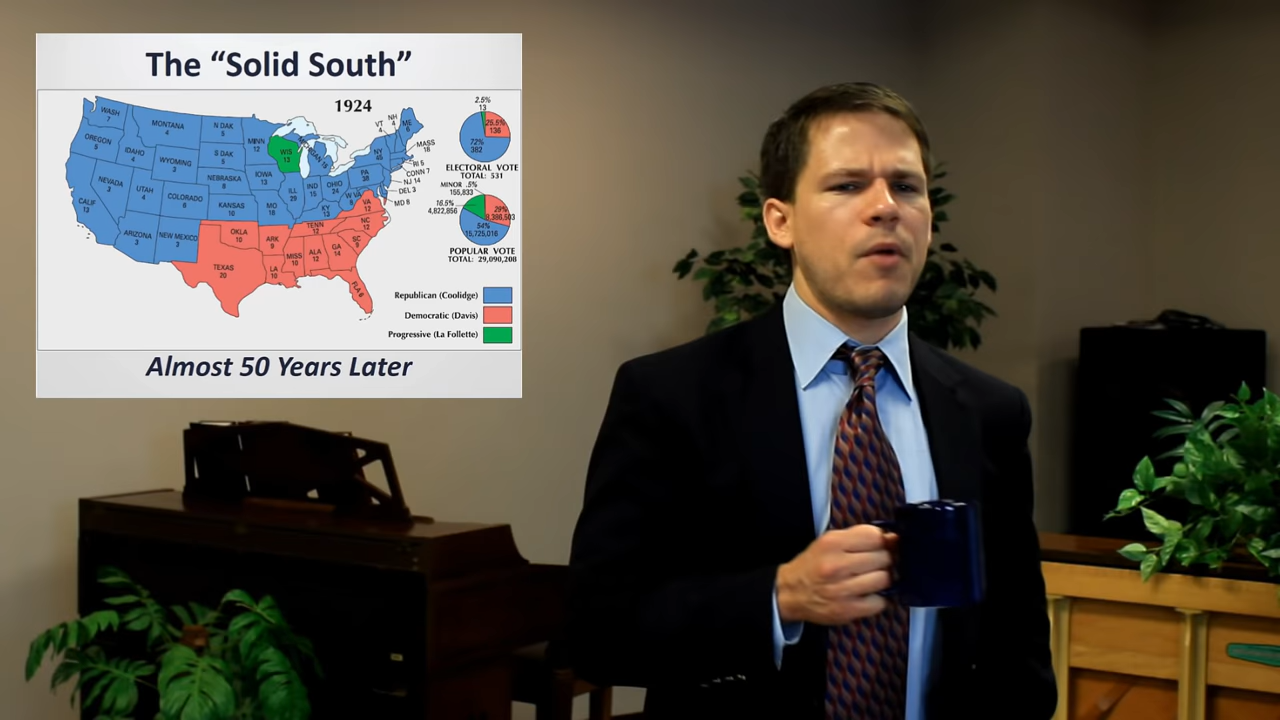 The “Solid South”
1924
WASH
7
MONTANA
4
N DAK
5
MINN
12
VT
4
NH
4
ME
6
OREGON
5
IDAHO
4
WYOMING
3
S DAK
5
WIS
13
MICHIGAN
NY
45
MASS
18
RI 5
CONN 7
NJ 14
DEL 3
MD 8
NEVADA
3
UTAH
4
COLORADO
6
NEBRASKA
8
IOWA
13
ILL
29
IND
15
OHIO
24
PA
38
CALIF
13
KANSAS
10
MO
18
KY
13
W VA
8
VA
12
ARIZONA
3
NEW MEXICO
3
OKLA
10
ARK
9
TENN
12
NC
12
SC
9
TEXAS
20
LA
10
MISS
10
ALA
12
GA
14
FLA 6
2.5%
13
25.5%
136
72%
382
ELECTORAL VOTE
TOTAL: 531
MINOR .5%
155,833
16.5%
4,822,856
29%
8,386,503
54%
15,725,016
POPULAR VOTE
TOTAL: 29,090,208
Republican (Coolidge)
Democratic (Davis)
Progressive (La Follette)
Almost 50 Years Later